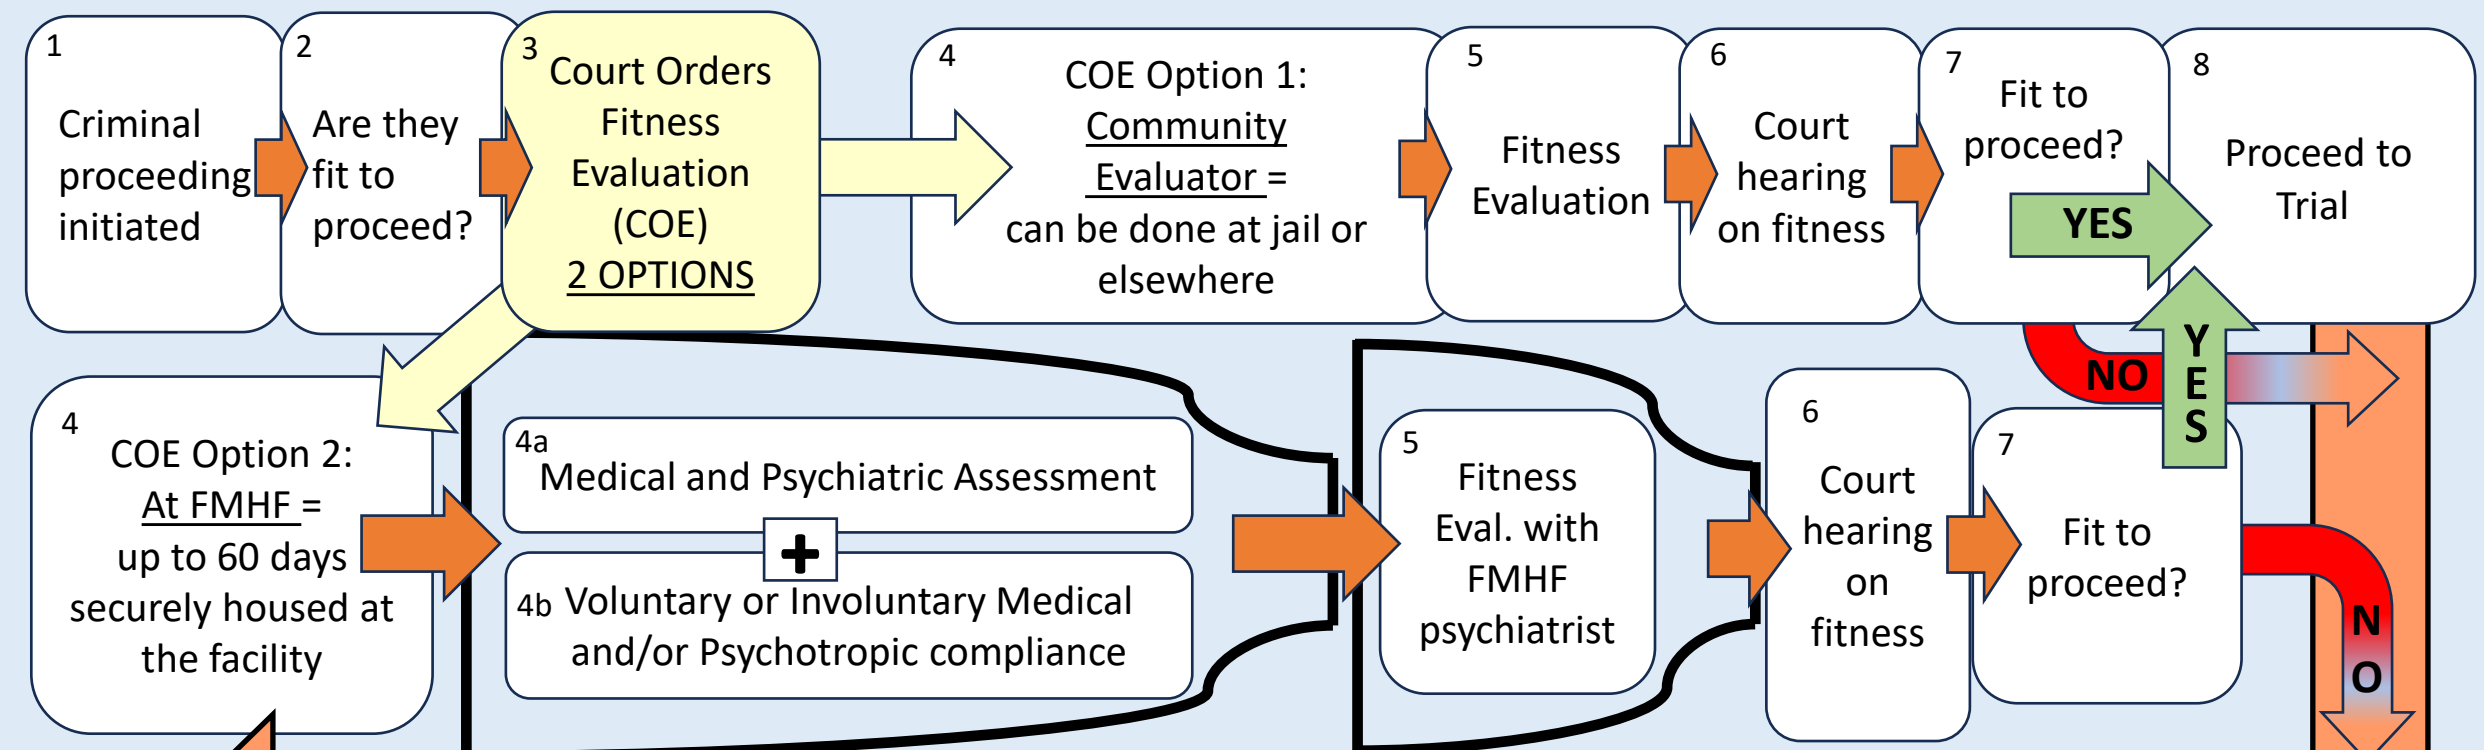 1
Criminal
proceeding
initiated
2
Are they
fit to
proceed?
3
Court Orders
Fitness
Evaluation
(COE)
2 OPTIONS
4
COE Option 1:
Community
Evaluator =
can be done at jail or
elsewhere
5
Fitness
Evaluation
6
Court
hearing
on fitness
7
Fit to
proceed?
YES
8
Proceed to
Trial
NO
YES
4
COE Option 2:
At FMHF =
up to 60 days
securely housed at
the facility
4a
Medical and Psychiatric Assessment
+
4b
Voluntary or Involuntary Medical
and/or Psychotropic compliance
5
Fitness
Eval. with
FMHF
psychiatrist
6
Court
hearing
on
fitness
7
Fit to
proceed?
NO